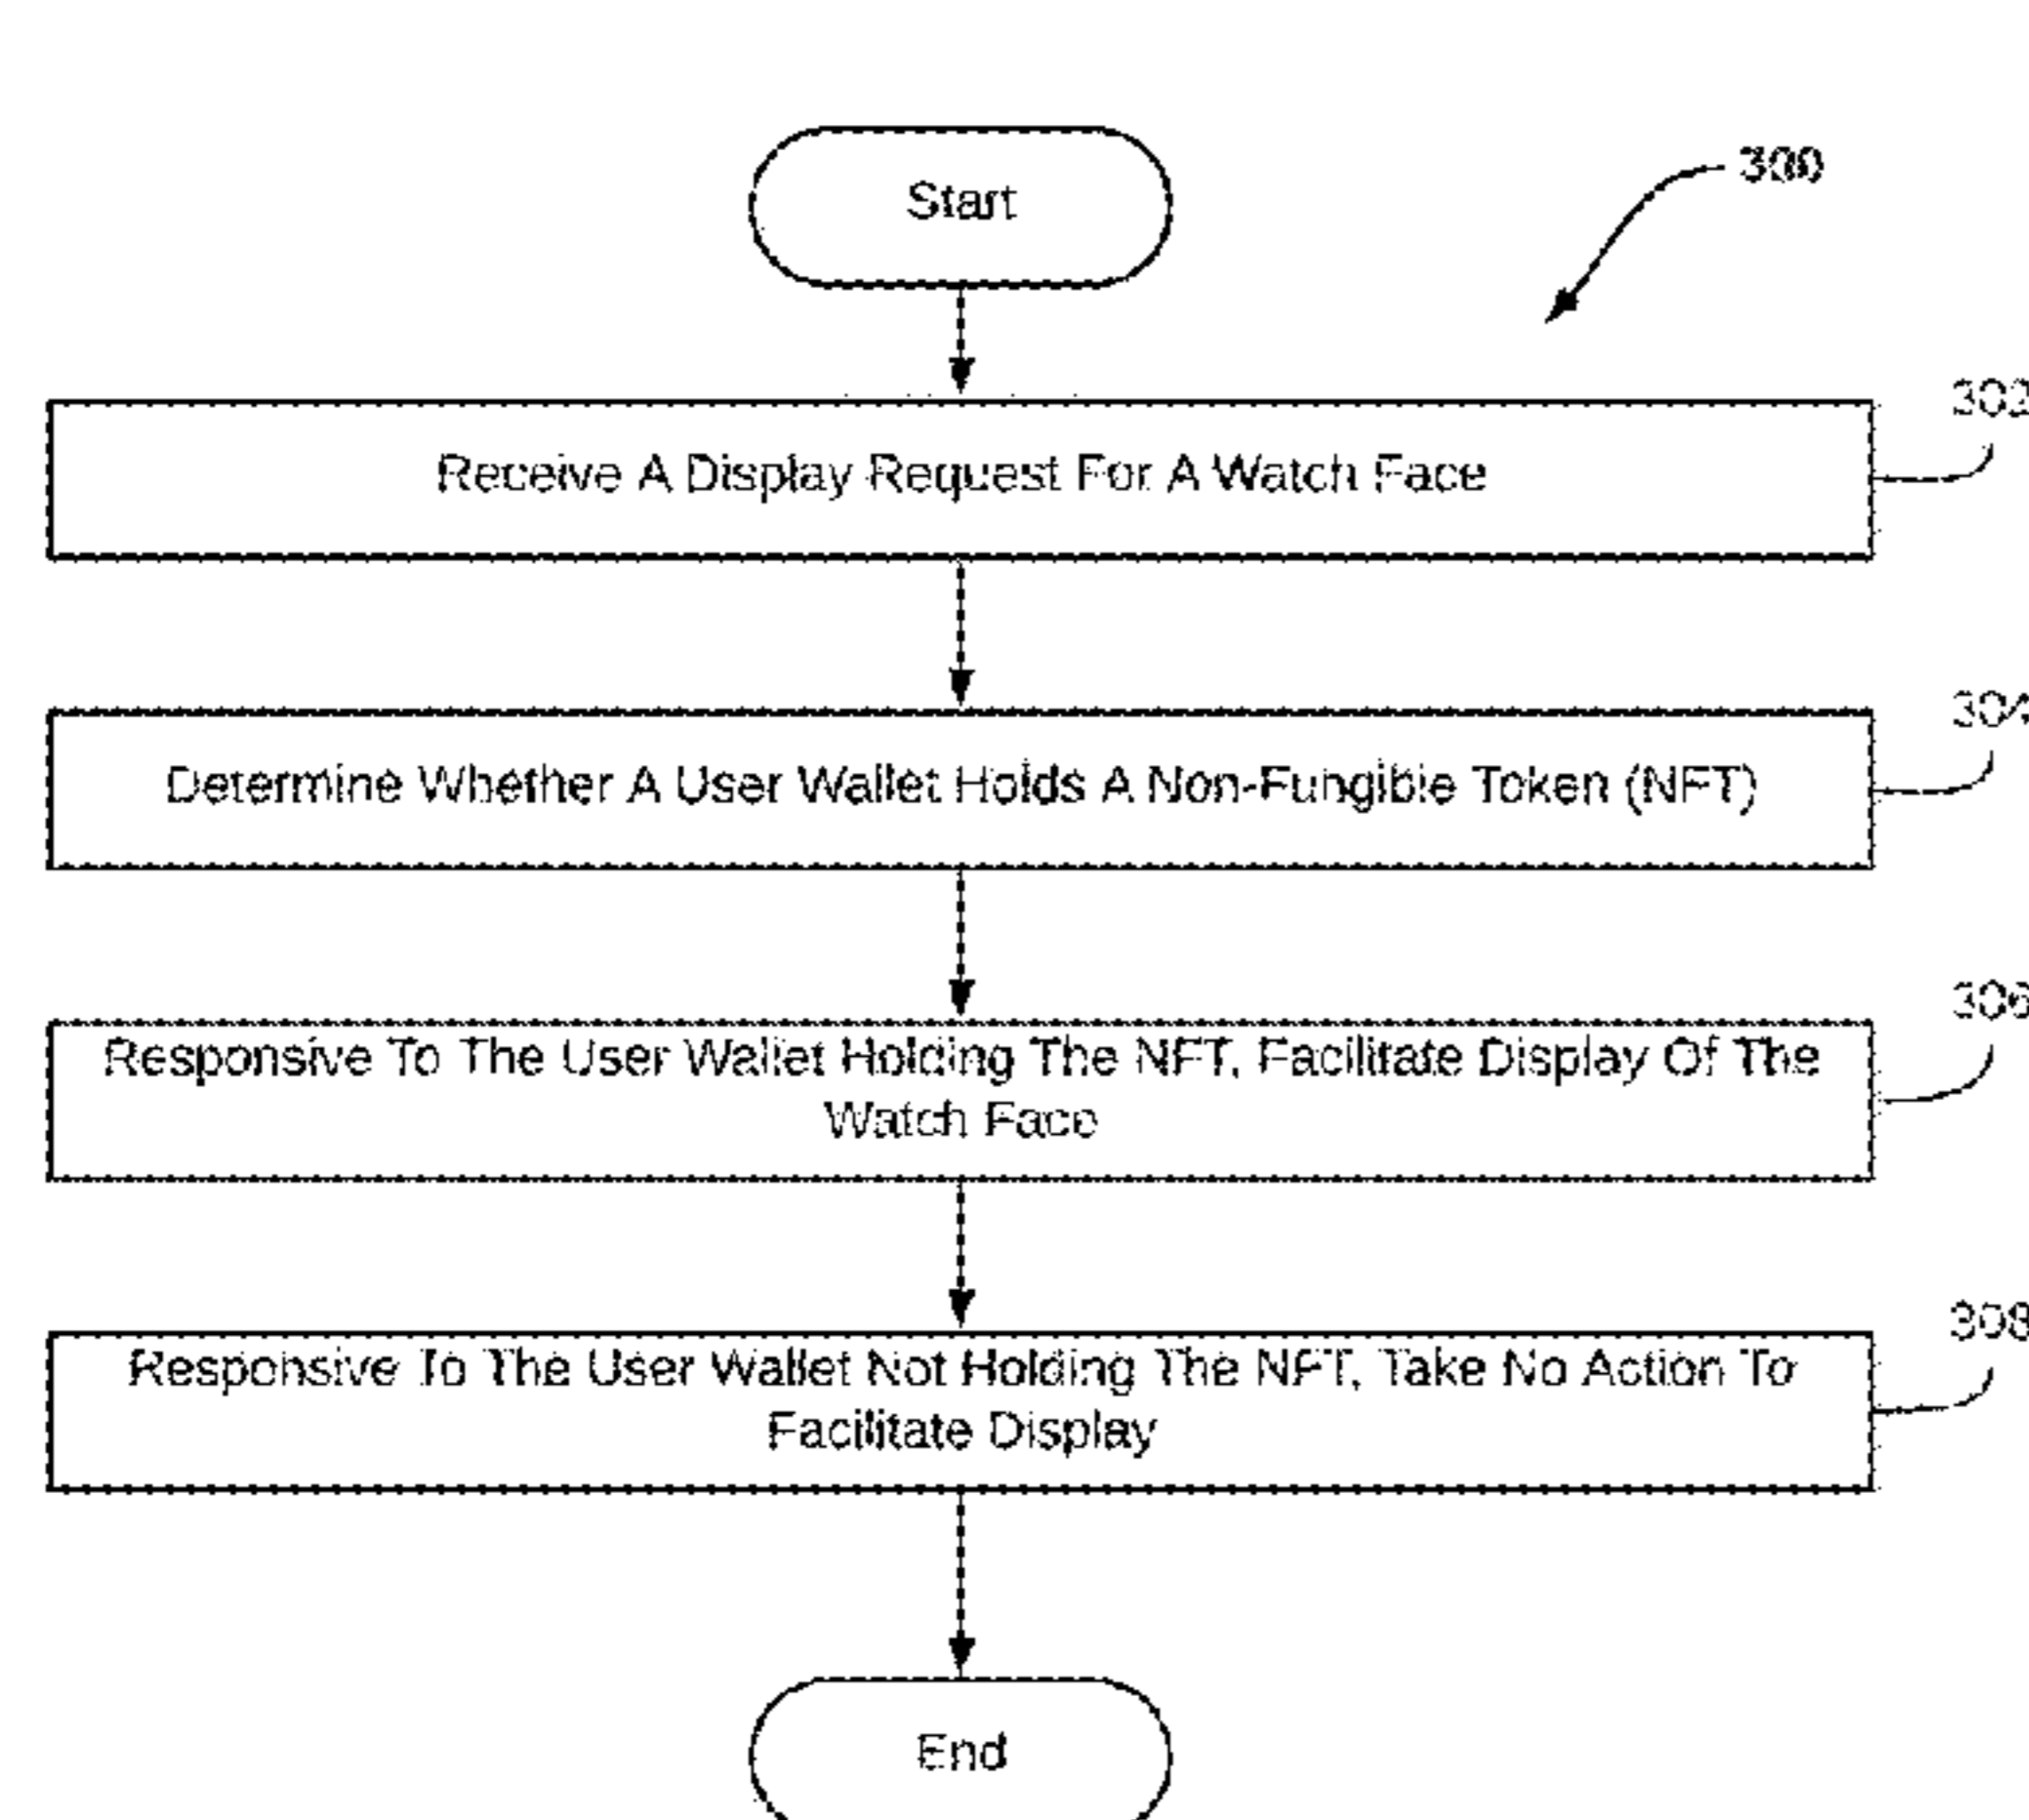 Start
300
302
Receive A Display Request For A Watch Face
304
Determine Whether A User Wallet Holds A Non-Fungible Token (NFT)
306
Responsive To The User Wallet Holding The NFT, Facilitate Display Of The
Watch Face
308
Responsive To The User Wallet Not Holding The NFT, Take No Action To
Facilitate Display
End